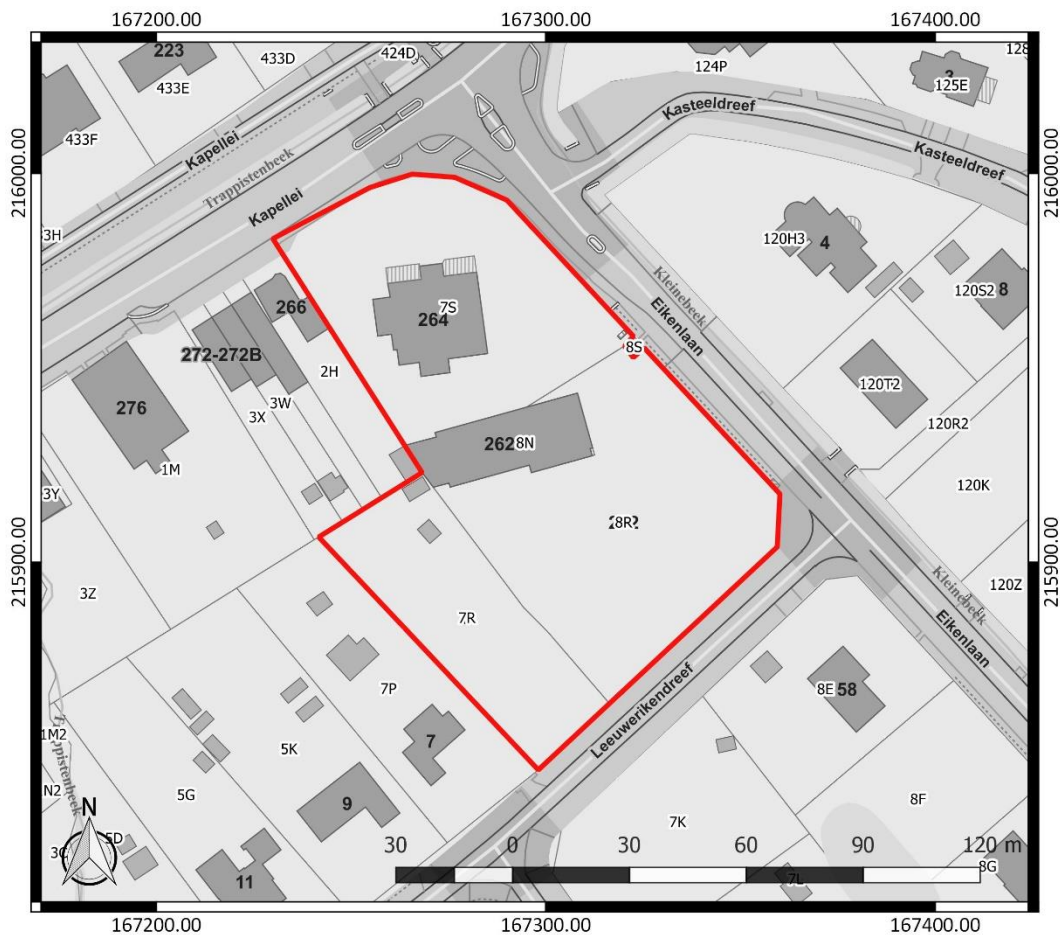 167200.00
167300.00
167400.00
223
433D
433E
424D
124P
128
3
125E
433F
Kapellei
Kasteeldreef
Kasteeldreef
216000.00
216000.00
Trappistenbeek
Kapellei
3H
120H3
4
8
120S2
Kleinebeek
Eikenlaan
7S
264
266
272-272B
8S
2H
3W
3X
276
120T2
120R2
1M
262
8N
120K
3Y
8R
215900.00
215900.00
3Z
Kleinebeek
120Z
7R
Eikenlaan
7P
8E
58
Leeuwerikendreef
7
5K
1M2
Trappistenbeek
N2
5G
9
8F
7K
N
5D
3C
30
0
30
60
90
120 m
8G
7L
11
167200.00
167300.00
167400.00